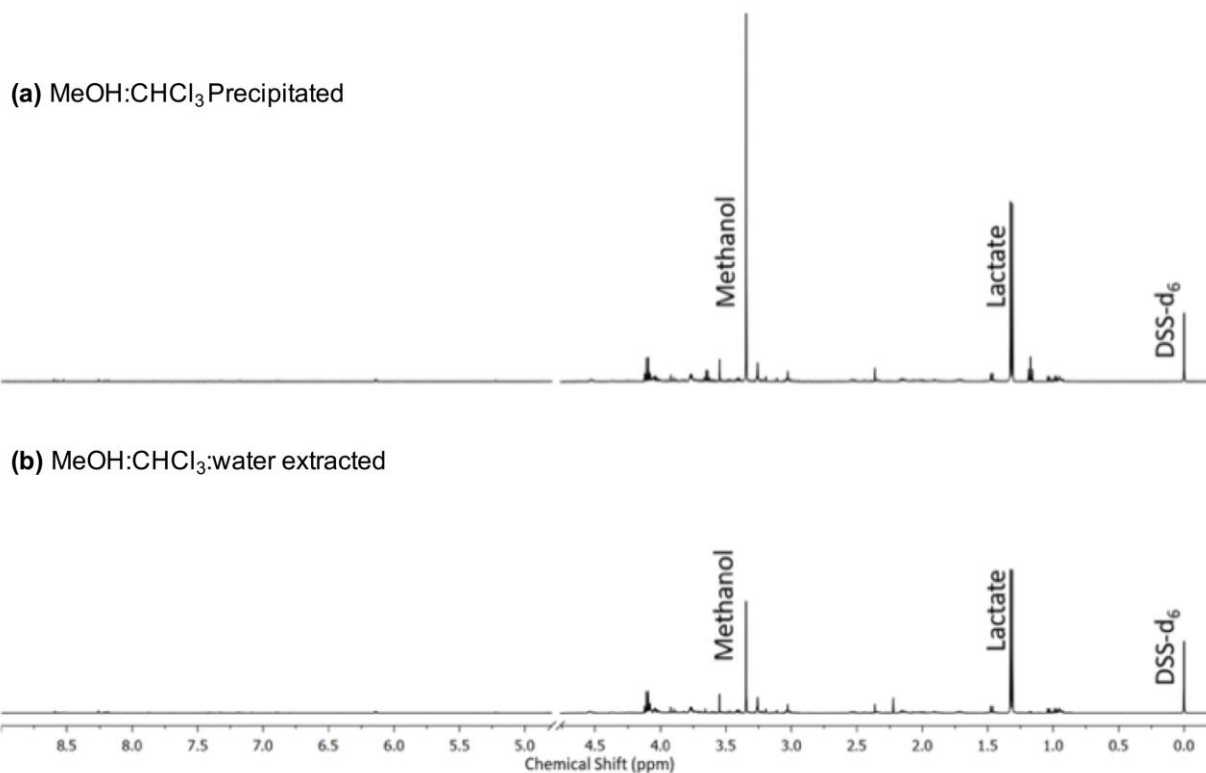 (a) MeOH:CHCl₃ Precipitated
Methanol
Lactate
DSS-d₆
(b) MeOH:CHCl₃:water extracted
Methanol
Lactate
DSS-d₆
8.5 8.0 7.5 7.0 6.5 6.0 5.5 5.0 4.5 4.0 3.5 3.0 2.5 2.0 1.5 1.0 0.5 0.0
Chemical Shift (ppm)